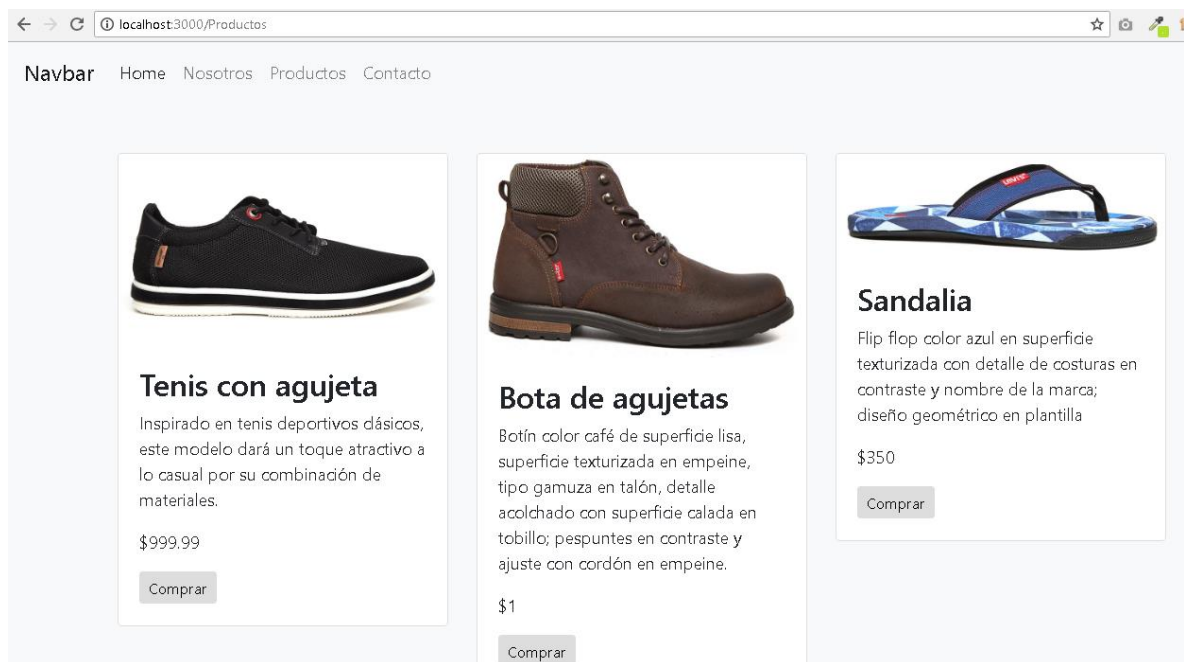 localhost:3000/Productos
Navbar Home Nosotros Productos Contacto
Tenis con agujeta
Inspirado en tenis deportivos clásicos,
este modelo dará un toque atractivo a
lo casual por su combinación de
materiales.
$999.99
Comprar
Bota de agujetas
Botín color café de superficie lisa,
superficie texturizada en empeine,
tipo gamuza en talón, detalle
acolchado con superficie calada en
tobillo; pespuntes en contraste y
ajuste con cordón en empeine.
$1
Comprar
Sandalia
Flip flop color azul en superficie
texturizada con detalle de costuras en
contraste y nombre de la marca;
diseño geométrico en plantilla
$350
Comprar